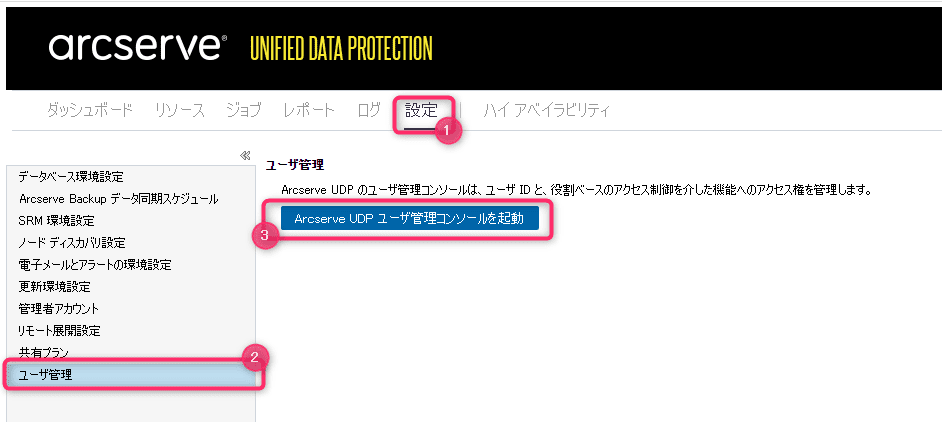 arcserve® UNIFIED DATA PROTECTION
ダッシュボード リソース ジョブ レポート ログ 設定 ハイ アベイラビリティ
1
データベース環境設定
Arcserve Backup データ同期スケジュール
SRM 環境設定
ノード ディスカバリ設定
電子メールとアラートの環境設定
更新環境設定
管理者アカウント
リモート展開設定
共有プラン
ユーザ管理
2
ユーザ管理
Arcserve UDP のユーザ管理コンソールは、ユーザ ID と、役割ベースのアクセス制御を介した機能へのアクセス権を管理します。
Arcserve UDP ユーザ管理コンソールを起動
3